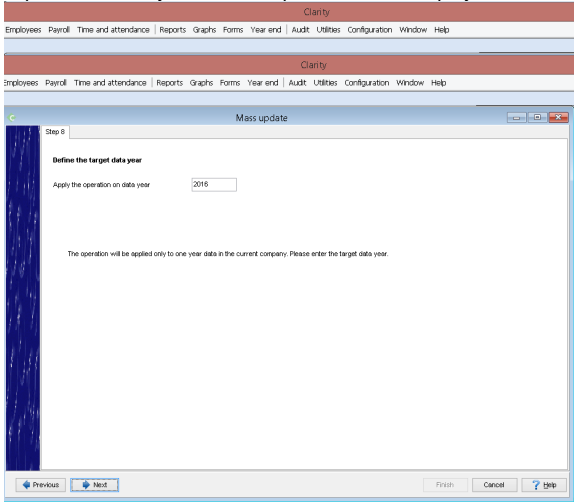 Clarity
Employees Payroll Time and attendance Reports Graphs Forms Year end Audit Utilities Configuration Window Help
Clarity
Employees Payroll Time and attendance Reports Graphs Forms Year end Audit Utilities Configuration Window Help
Mass update
Step 8
Define the target data year
Apply the operation on data year 2016
The operation will be applied only to one year data in the current company. Please enter the target data year.
Previous Next Finish Cancel ? Help